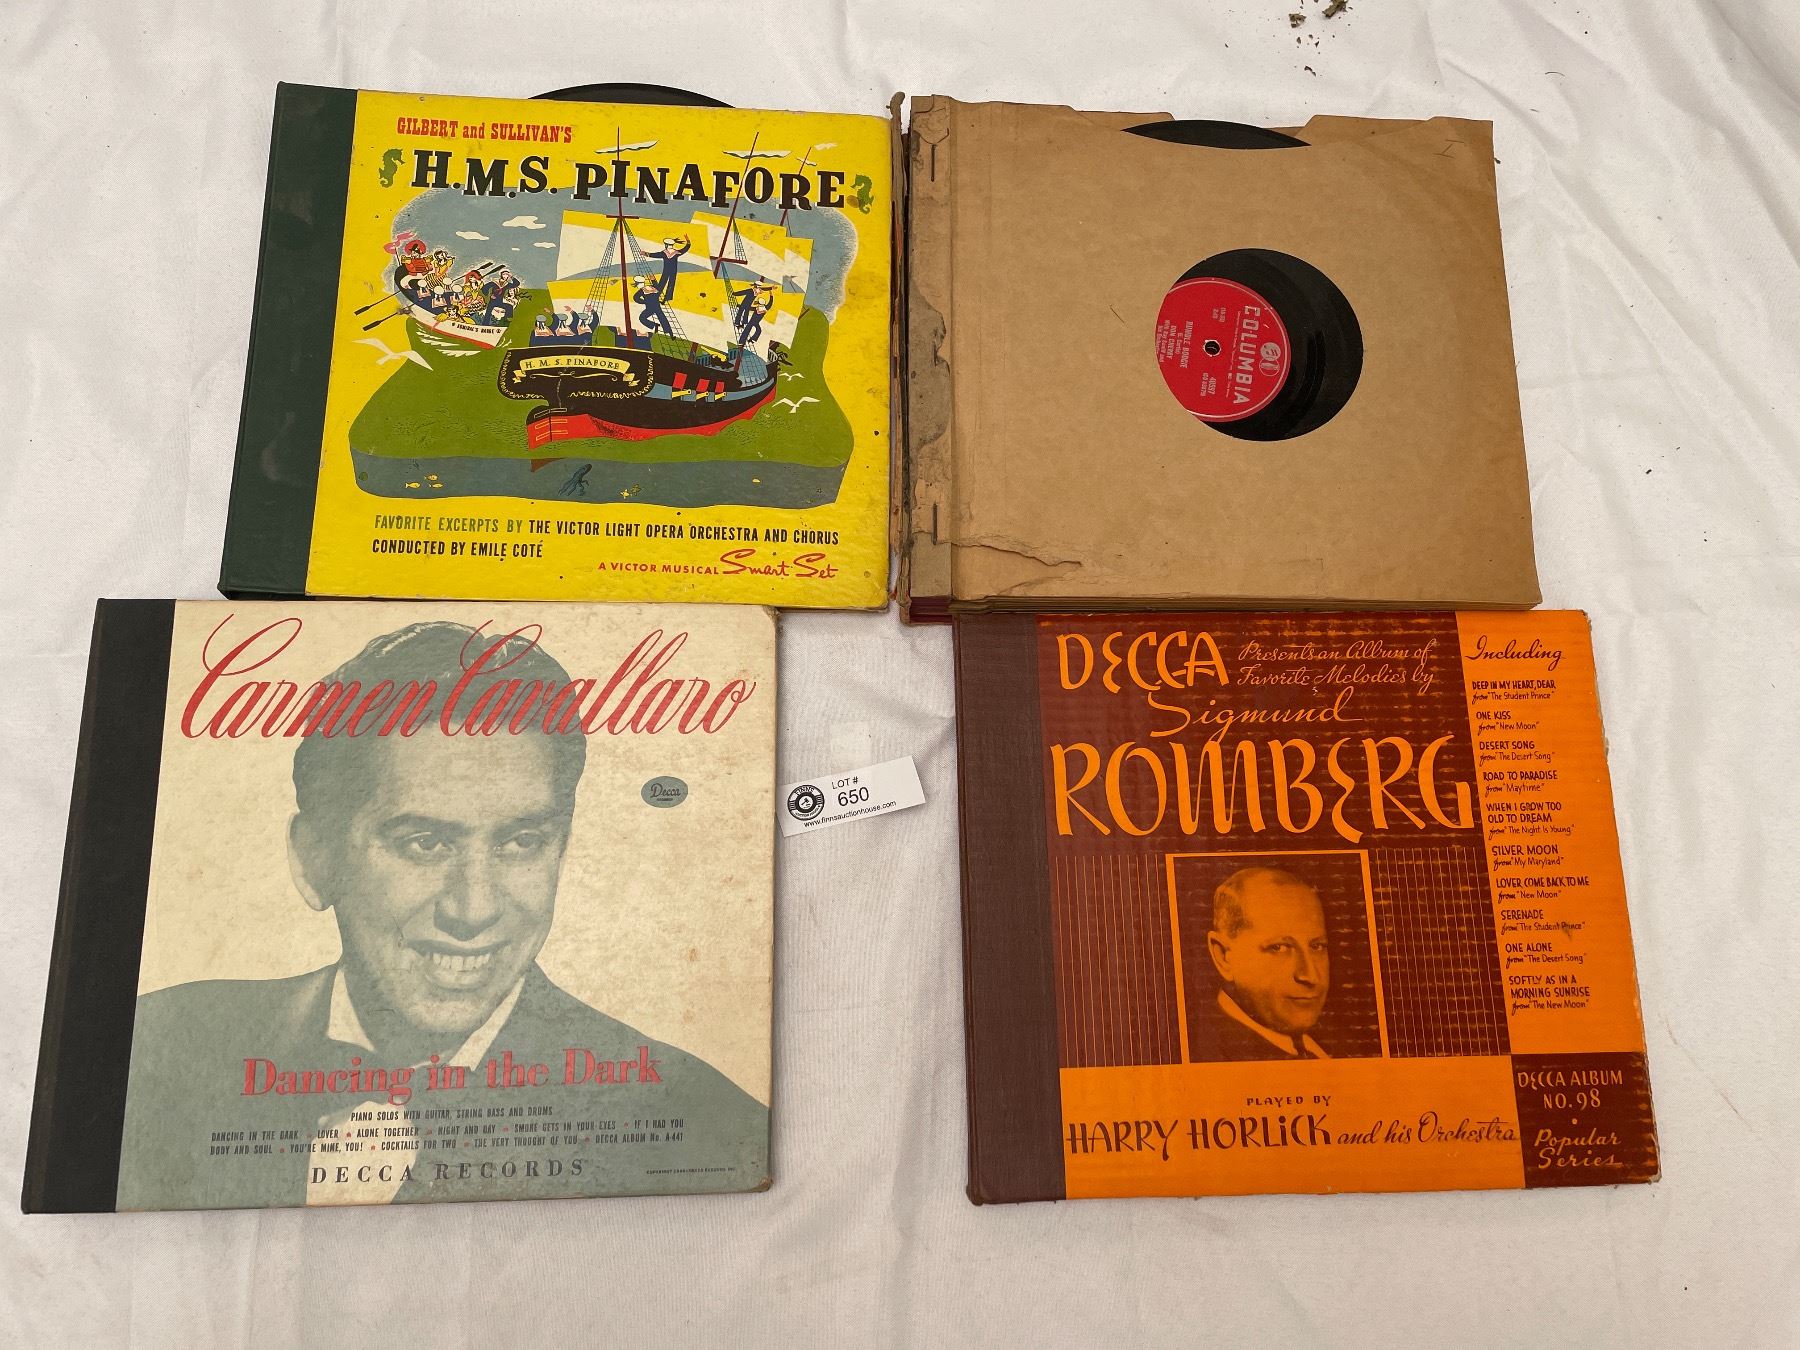 GILBERT and SULLIVAN'S
H.M.S. PINAFORE
ADMIRAL'S BARGE
H. M. S. PINAFORE
FAVORITE EXCERPTS BY THE VICTOR LIGHT OPERA ORCHESTRA AND CHORUS
CONDUCTED BY EMILE COTÉ
A VICTOR MUSICAL Smart Set
COLUMBIA
40597
RUMBLE BOOGIE
DON CHERRY
Carmen Cavallaro
Decca
Dancing in the Dark
PIANO SOLOS WITH GUITAR, STRING BASS AND DRUMS
DANCING IN THE DARK • LOVER • ALONE TOGETHER • NIGHT AND DAY • SMOKE GETS IN YOUR EYES • IF I HAD YOU
BODY AND SOUL • YOU'RE MINE, YOU! • COCKTAILS FOR TWO • THE VERY THOUGHT OF YOU • DECCA ALBUM No. A-441
DECCA RECORDS
LOT #
650
FINNS
www.finnsauctionhouse.com
DECCA Presents an Album of
Favorite Melodies by
Sigmund
ROMBERG
Including
DEEP IN MY HEART, DEAR
from "The Student Prince"
ONE KISS
from "New Moon"
DESERT SONG
from "The Desert Song"
ROAD TO PARADISE
from "Maytime"
WHEN I GROW TOO
OLD TO DREAM
from "The Night Is Young"
SILVER MOON
from "My Maryland"
LOVER COME BACK TO ME
from "New Moon"
SERENADE
from "The Student Prince"
ONE ALONE
from "The Desert Song"
SOFTLY AS IN A
MORNING SUNRISE
from "The New Moon"
PLAYED BY
HARRY HORLICK and his Orchestra
DECCA ALBUM
NO. 98
•
Popular
Series